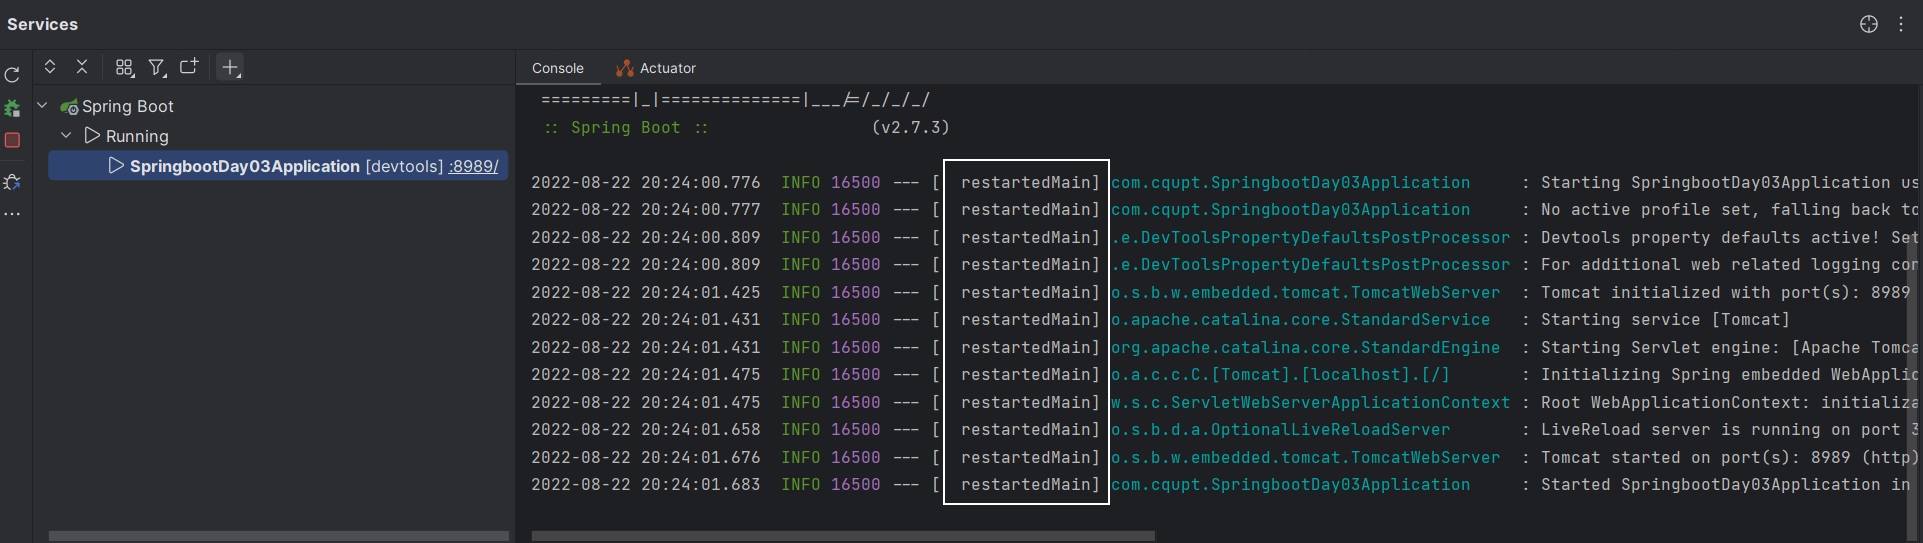 Services
Console
Actuator
Spring Boot
Running
SpringbootDay03Application [devtools] :8989/
=========|_|==============|___/=/_/_/_/
:: Spring Boot ::                (v2.7.3)
2022-08-22 20:24:00.776  INFO 16500 --- [  restartedMain] com.cqupt.SpringbootDay03Application     : Starting SpringbootDay03Application us
2022-08-22 20:24:00.777  INFO 16500 --- [  restartedMain] com.cqupt.SpringbootDay03Application     : No active profile set, falling back to
2022-08-22 20:24:00.809  INFO 16500 --- [  restartedMain] .e.DevToolsPropertyDefaultsPostProcessor : Devtools property defaults active! Set
2022-08-22 20:24:00.809  INFO 16500 --- [  restartedMain] .e.DevToolsPropertyDefaultsPostProcessor : For additional web related logging con
2022-08-22 20:24:01.425  INFO 16500 --- [  restartedMain] o.s.b.w.embedded.tomcat.TomcatWebServer  : Tomcat initialized with port(s): 8989
2022-08-22 20:24:01.431  INFO 16500 --- [  restartedMain] o.apache.catalina.core.StandardService   : Starting service [Tomcat]
2022-08-22 20:24:01.431  INFO 16500 --- [  restartedMain] org.apache.catalina.core.StandardEngine  : Starting Servlet engine: [Apache Tomca
2022-08-22 20:24:01.475  INFO 16500 --- [  restartedMain] o.a.c.c.C.[Tomcat].[localhost].[/]       : Initializing Spring embedded WebApplic
2022-08-22 20:24:01.475  INFO 16500 --- [  restartedMain] w.s.c.ServletWebServerApplicationContext : Root WebApplicationContext: initializa
2022-08-22 20:24:01.658  INFO 16500 --- [  restartedMain] o.s.b.d.a.OptionalLiveReloadServer       : LiveReload server is running on port 3
2022-08-22 20:24:01.676  INFO 16500 --- [  restartedMain] o.s.b.w.embedded.tomcat.TomcatWebServer  : Tomcat started on port(s): 8989 (http)
2022-08-22 20:24:01.683  INFO 16500 --- [  restartedMain] com.cqupt.SpringbootDay03Application     : Started SpringbootDay03Application in